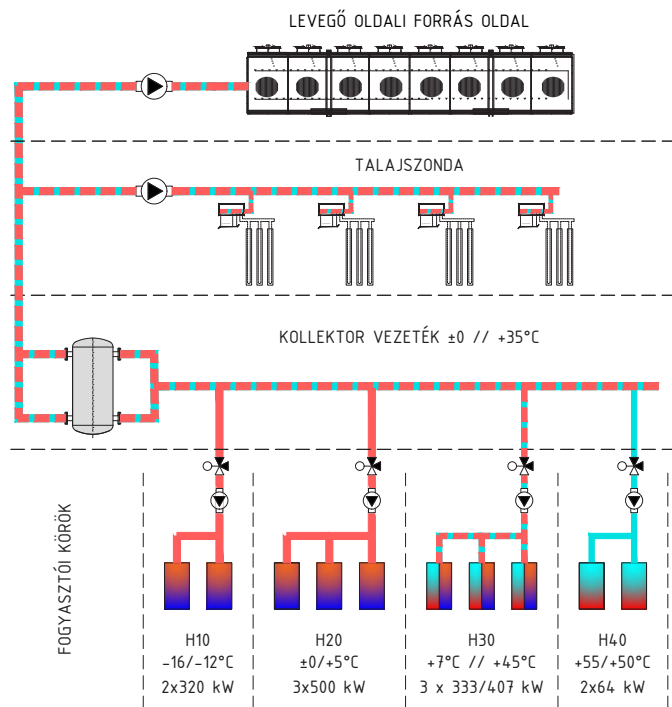 LEVEGŐ OLDALI FORRÁS OLDAL
TALAJSZONDA
KOLLEKTOR VEZETÉK ±0 // +35°C
FOGYASZTÓI KÖRÖK
H10
-16/-12°C
2x320 kW
H20
±0/+5°C
3x500 kW
H30
+7°C // +45°C
3 x 333/407 kW
H40
+55/+50°C
2x64 kW